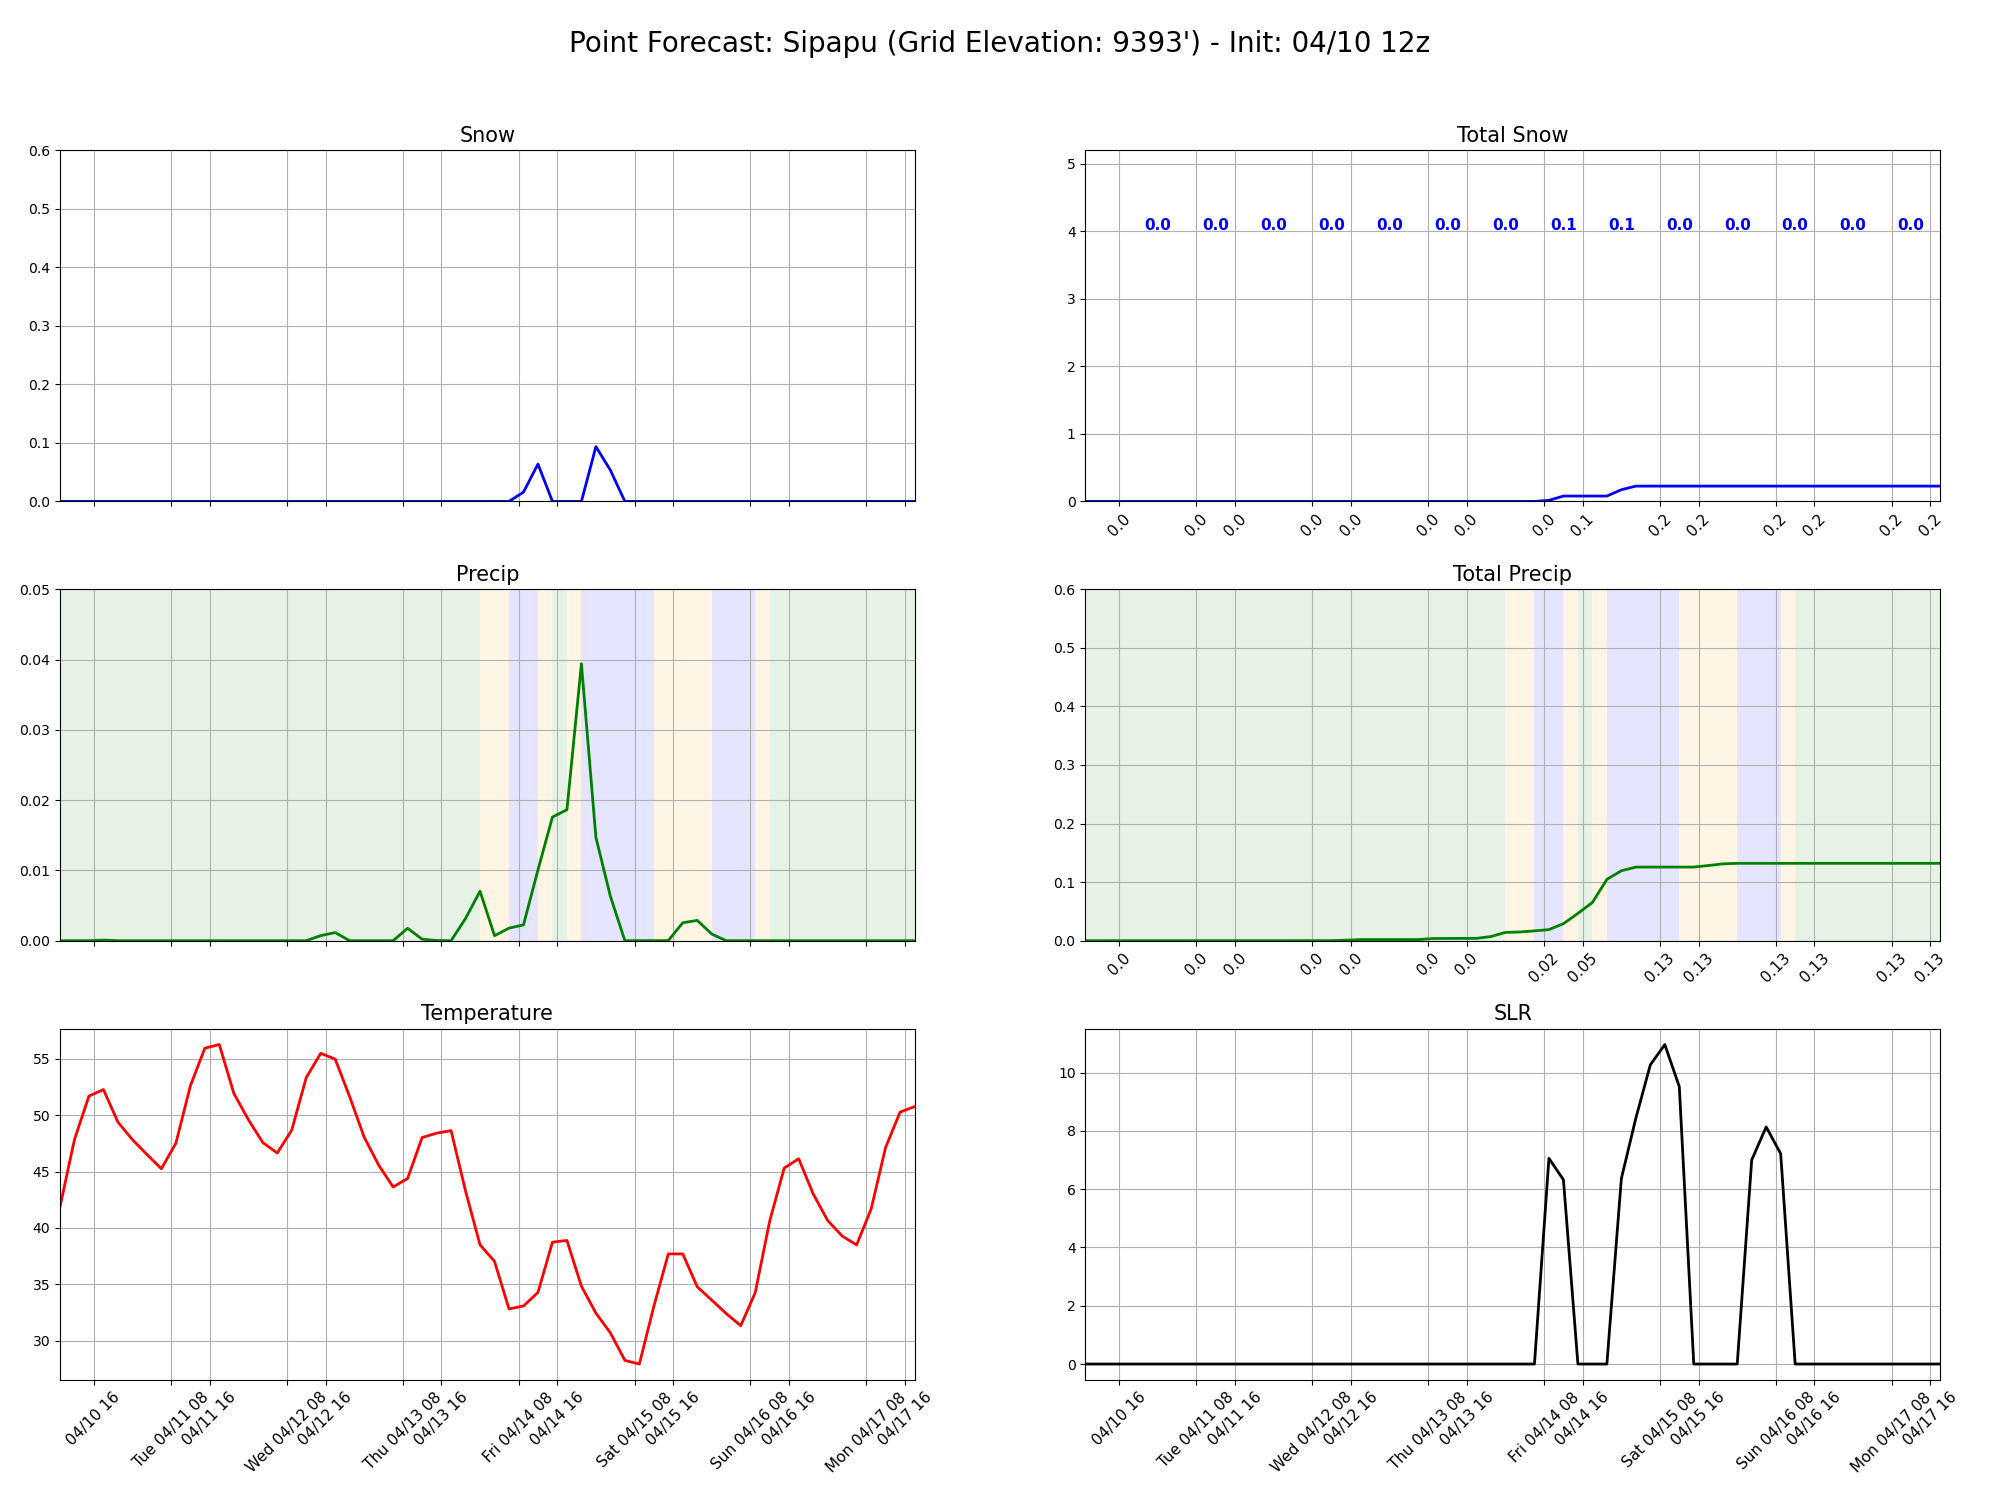 Point Forecast: Sipapu (Grid Elevation: 9393') - Init: 04/10 12z
Snow
0.6
0.5
0.4
0.3
0.2
0.1
0.0
Total Snow
5
4
3
2
1
0
0.0 0.0 0.0 0.0 0.0 0.0 0.0 0.1 0.1 0.0 0.0 0.0 0.0 0.0
0.0 0.0 0.0 0.0 0.0 0.0 0.0 0.0 0.1 0.2 0.2 0.2 0.2 0.2 0.2
Precip
0.05
0.04
0.03
0.02
0.01
0.00
Total Precip
0.6
0.5
0.4
0.3
0.2
0.1
0.0
0.0 0.0 0.0 0.0 0.0 0.0 0.0 0.02 0.05 0.13 0.13 0.13 0.13 0.13 0.13
Temperature
55
50
45
40
35
30
04/10 16
Tue 04/11 08
04/11 16
Wed 04/12 08
04/12 16
Thu 04/13 08
04/13 16
Fri 04/14 08
04/14 16
Sat 04/15 08
04/15 16
Sun 04/16 08
04/16 16
Mon 04/17 08
04/17 16
SLR
10
8
6
4
2
0
04/10 16
Tue 04/11 08
04/11 16
Wed 04/12 08
04/12 16
Thu 04/13 08
04/13 16
Fri 04/14 08
04/14 16
Sat 04/15 08
04/15 16
Sun 04/16 08
04/16 16
Mon 04/17 08
04/17 16